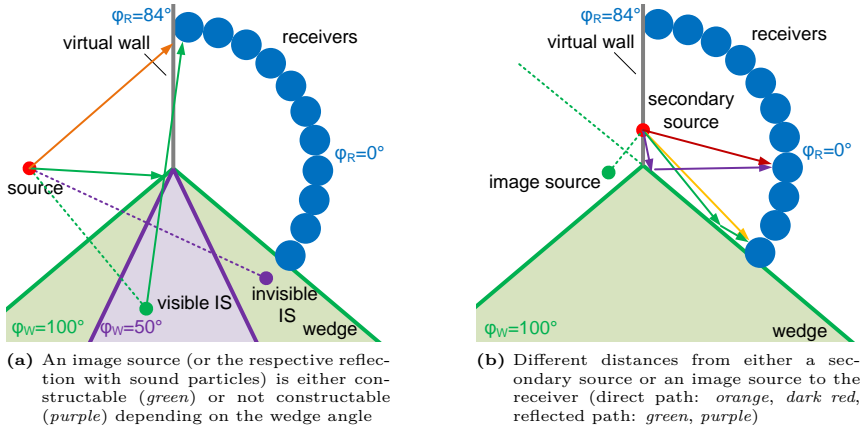 φR=84°
virtual wall
receivers
φR=0°
source
visible IS
invisible
IS
φW=100°
φW=50°
wedge
(a) An image source (or the respective reflec-
tion with sound particles) is either con-
structable (green) or not constructable
(purple) depending on the wedge angle
φR=84°
virtual wall
receivers
secondary
source
φR=0°
image source
φW=100°
wedge
(b) Different distances from either a sec-
ondary source or an image source to the
receiver (direct path: orange, dark red,
reflected path: green, purple)